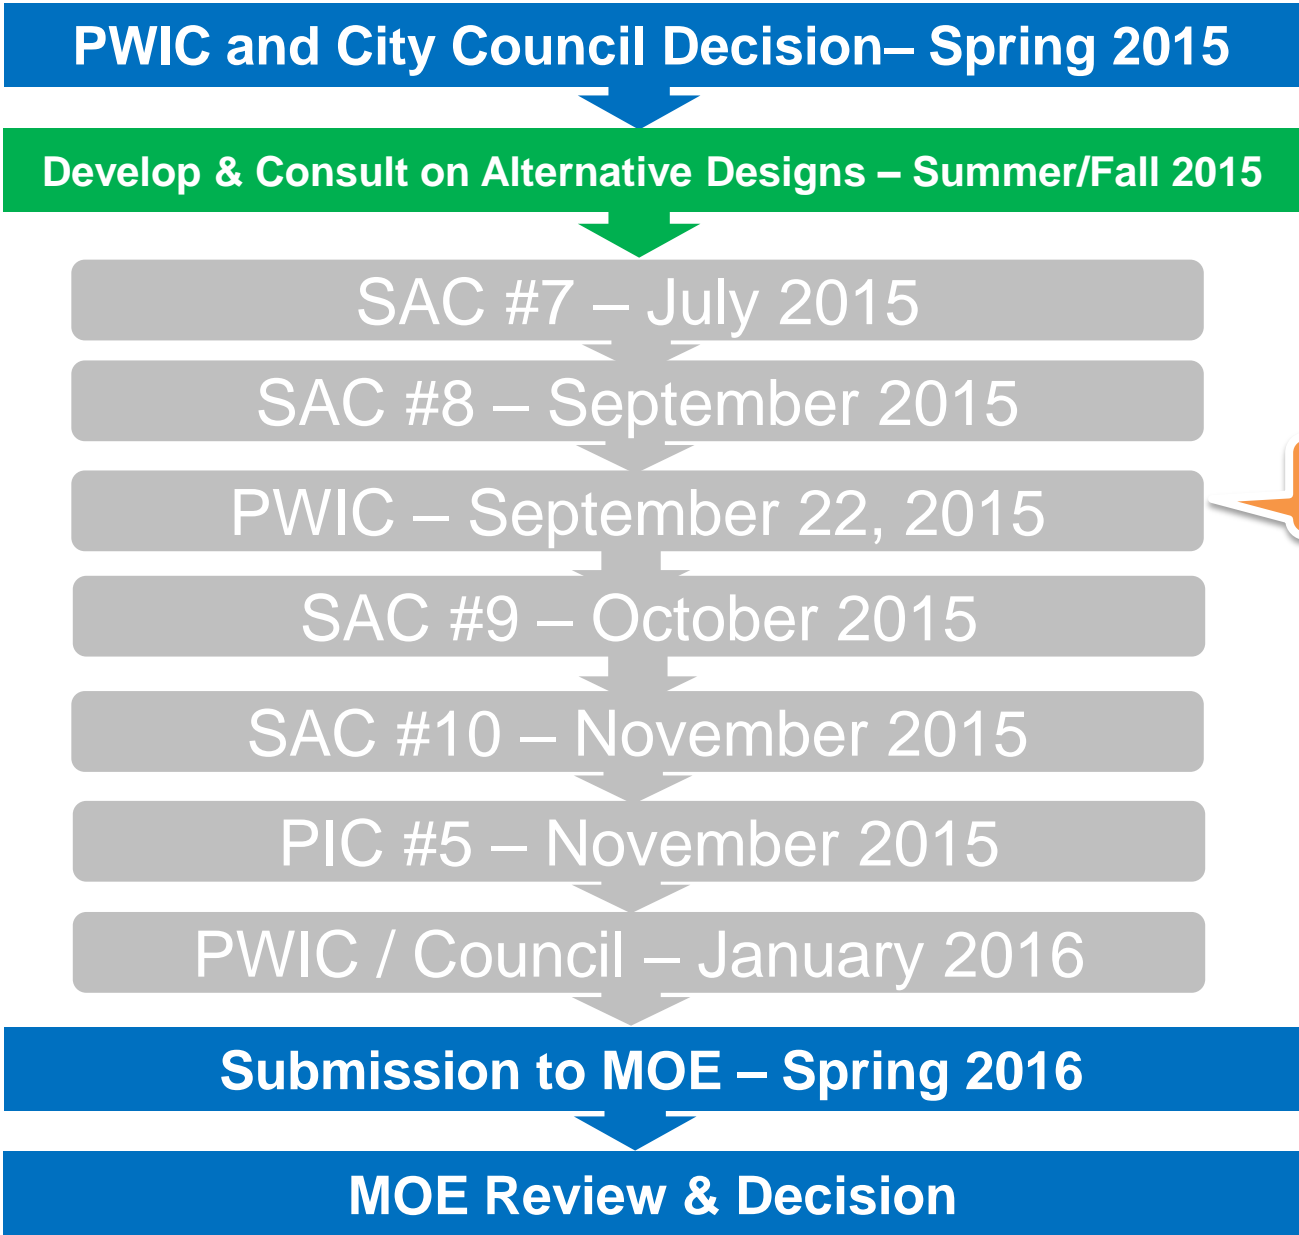 PWIC and City Council Decision– Spring 2015
Develop & Consult on Alternative Designs – Summer/Fall 2015
SAC #7 – July 2015
SAC #8 – September 2015
PWIC – September 22, 2015
SAC #9 – October 2015
SAC #10 – November 2015
PIC #5 – November 2015
PWIC / Council – January 2016
Submission to MOE – Spring 2016
MOE Review & Decision